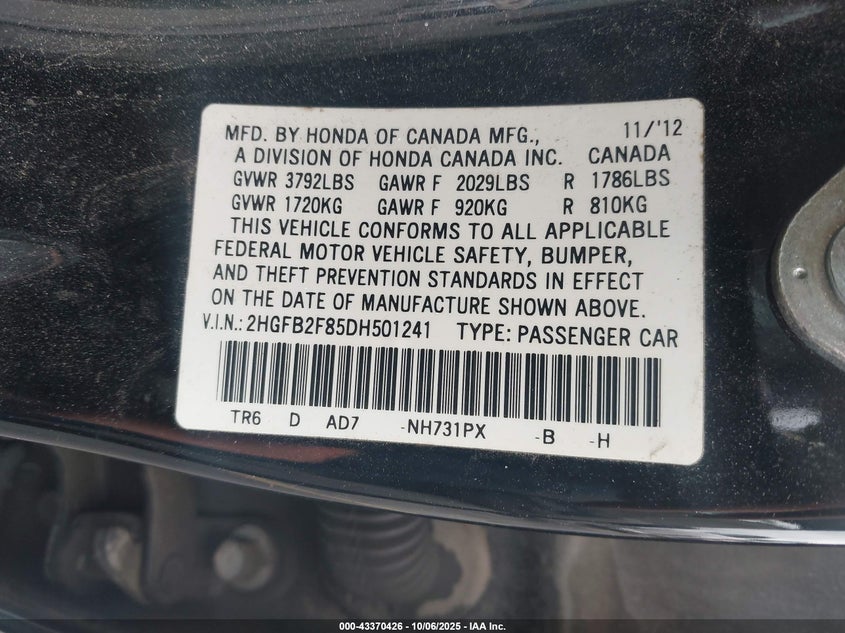 MFD. BY HONDA OF CANADA MFG., 11/'12
A DIVISION OF HONDA CANADA INC. CANADA
GVWR 3792LBS GAWR F 2029LBS R 1786LBS
GVWR 1720KG GAWR F 920KG R 810KG
THIS VEHICLE CONFORMS TO ALL APPLICABLE
FEDERAL MOTOR VEHICLE SAFETY, BUMPER,
AND THEFT PREVENTION STANDARDS IN EFFECT
ON THE DATE OF MANUFACTURE SHOWN ABOVE.
V.I.N.: 2HGFB2F85DH501241 TYPE: PASSENGER CAR
TR6 D AD7 -NH731PX -B -H
000-43370426 - 10/06/2025 - IAA Inc.